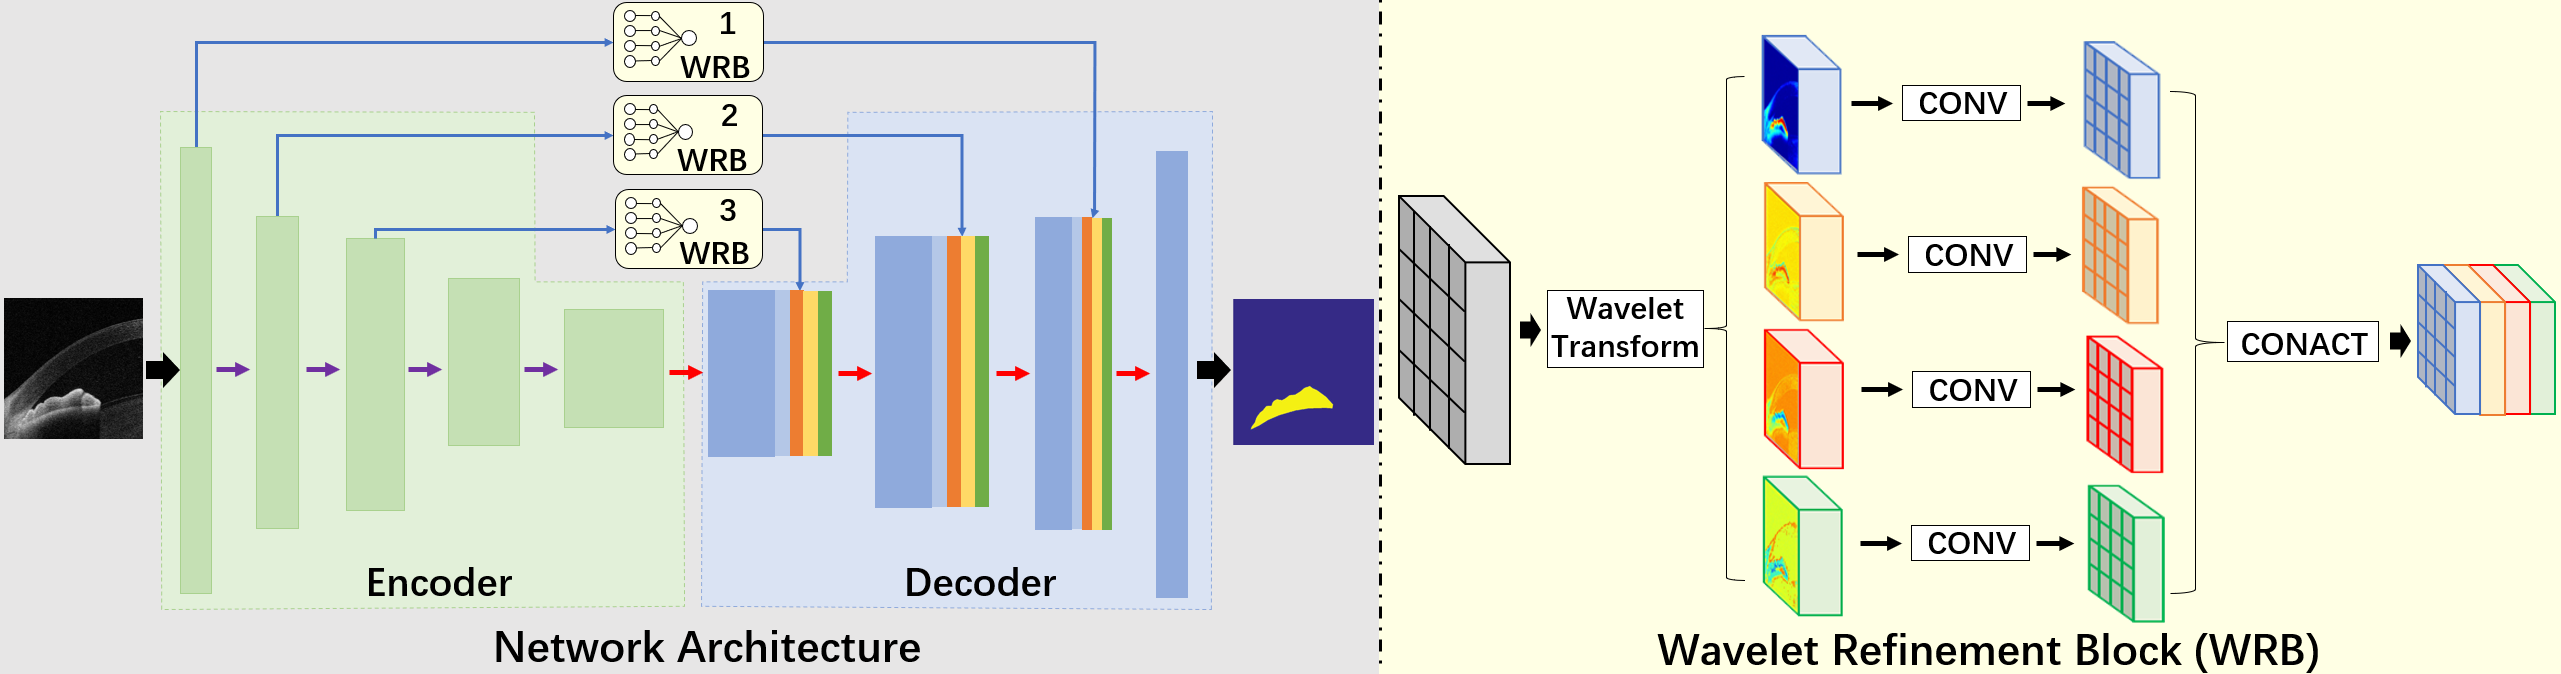 1
WRB
2
WRB
3
WRB
Encoder
Decoder
Network Architecture
Wavelet
Transform
CONV
CONV
CONV
CONV
CONACT
Wavelet Refinement Block (WRB)